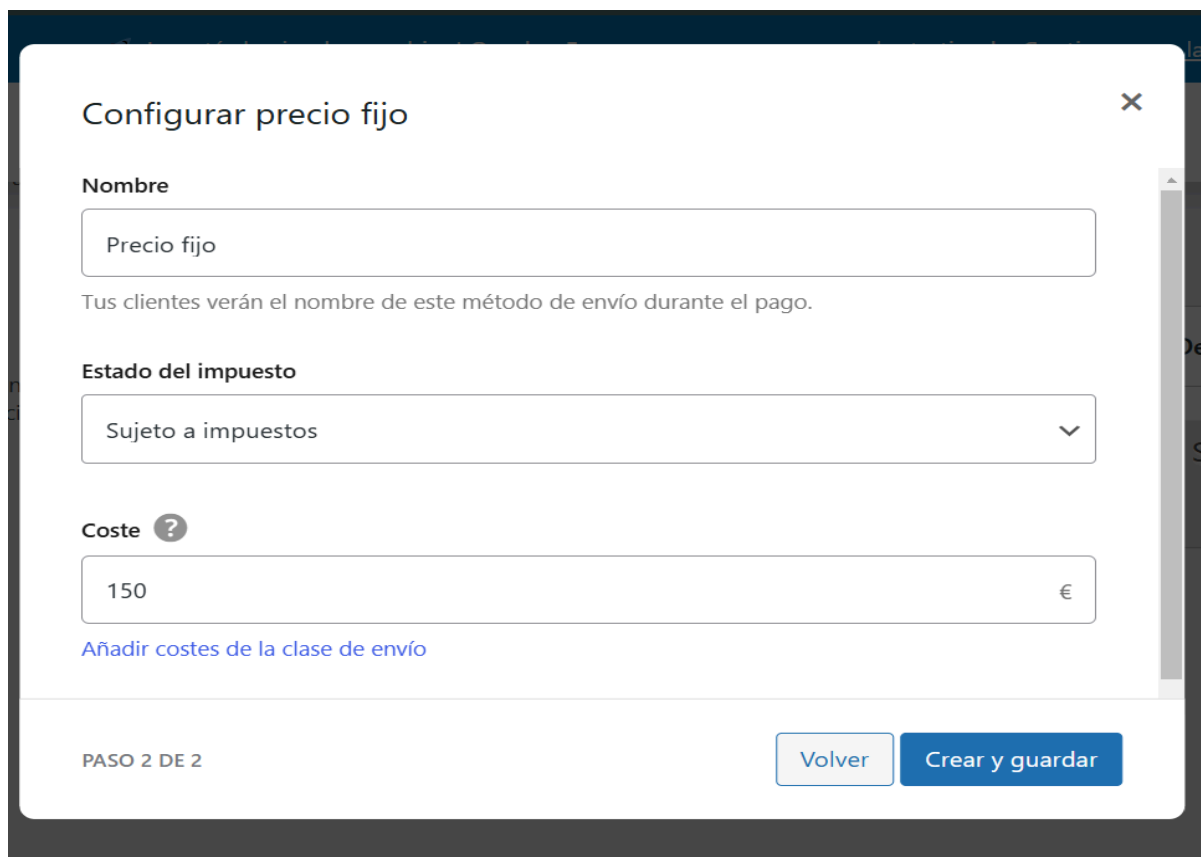 Configurar precio fijo
Nombre
Precio fijo
Tus clientes verán el nombre de este método de envío durante el pago.
Estado del impuesto
Sujeto a impuestos
Coste ?
150 €
Añadir costes de la clase de envío
PASO 2 DE 2
Volver
Crear y guardar